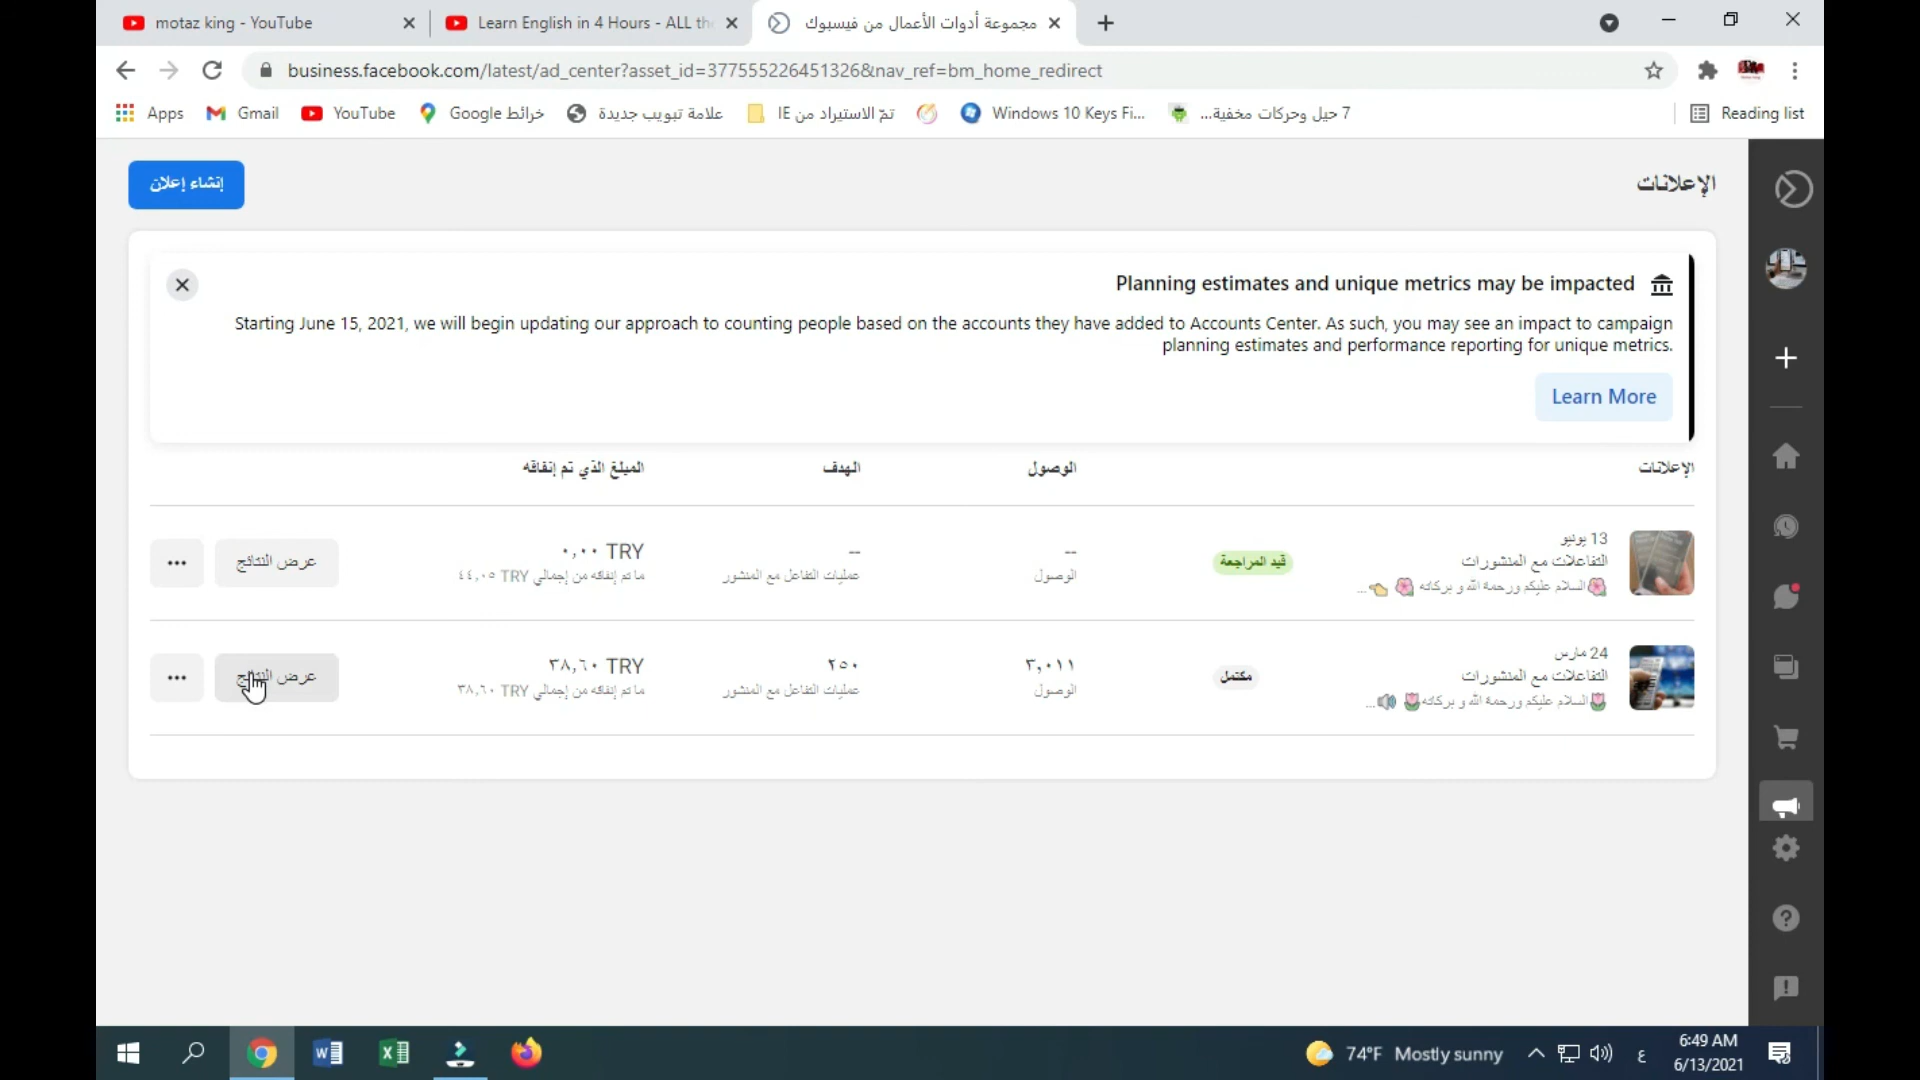 motaz king - YouTube
Learn English in 4 Hours - ALL the
مجموعة أدوات الأعمال من فيسبوك
business.facebook.com/latest/ad_center?asset_id=377555226451326&nav_ref=bm_home_redirect
Apps
Gmail
YouTube
خرائط Google
علامة تبويب جديدة
تمّ الاستيراد من IE
Windows 10 Keys Fi...
7 حيل وحركات مخفية...
Reading list
الإعلانات
إنشاء إعلان
Planning estimates and unique metrics may be impacted
Starting June 15, 2021, we will begin updating our approach to counting people based on the accounts they have added to Accounts Center. As such, you may see an impact to campaign
planning estimates and performance reporting for unique metrics.
Learn More
الإعلانات
الوصول
الهدف
المبلغ الذي تم إنفاقه
13 يونيو
التفاعلات مع المنشورات
🌺السلام عليكم ورحمة الله و بركاته 🌺 👈...
قيد المراجعة
--
الوصول
--
عمليات التفاعل مع المنشور
٠,٠٠ TRY
ما تم إنفاقه من إجمالي TRY ٤٤,٠٥
عرض النتائج
24 مارس
التفاعلات مع المنشورات
🌷السلام عليكم ورحمة الله و بركاته🌷 🔊...
مكتمل
٣,٠١١
الوصول
٢٥٠
عمليات التفاعل مع المنشور
٣٨,٦٠ TRY
ما تم إنفاقه من إجمالي TRY ٣٨,٦٠
عرض النتائج
74°F Mostly sunny
ع
6:49 AM
6/13/2021